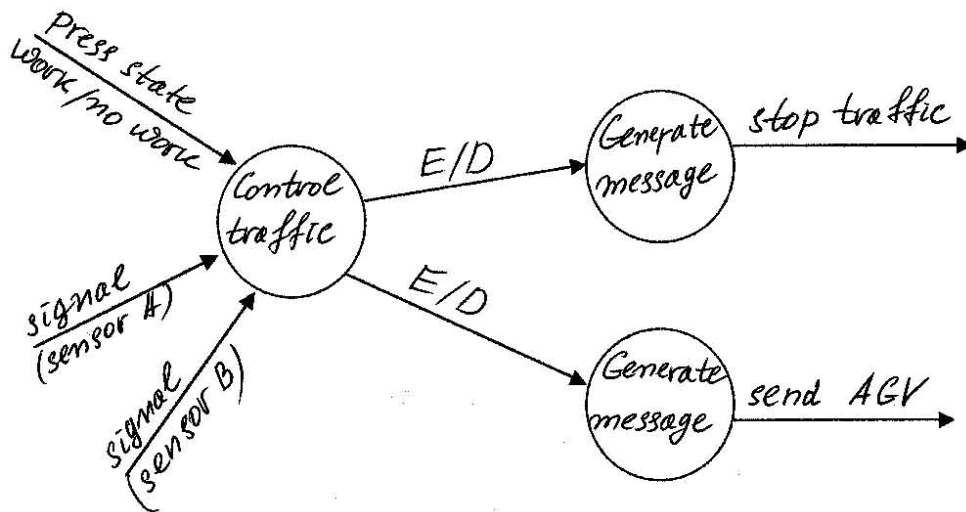 press state
work/no work
Control
traffic
signal
(sensor A)
signal
(sensor B)
E/D
E/D
Generate
message
stop traffic
Generate
message
send AGV